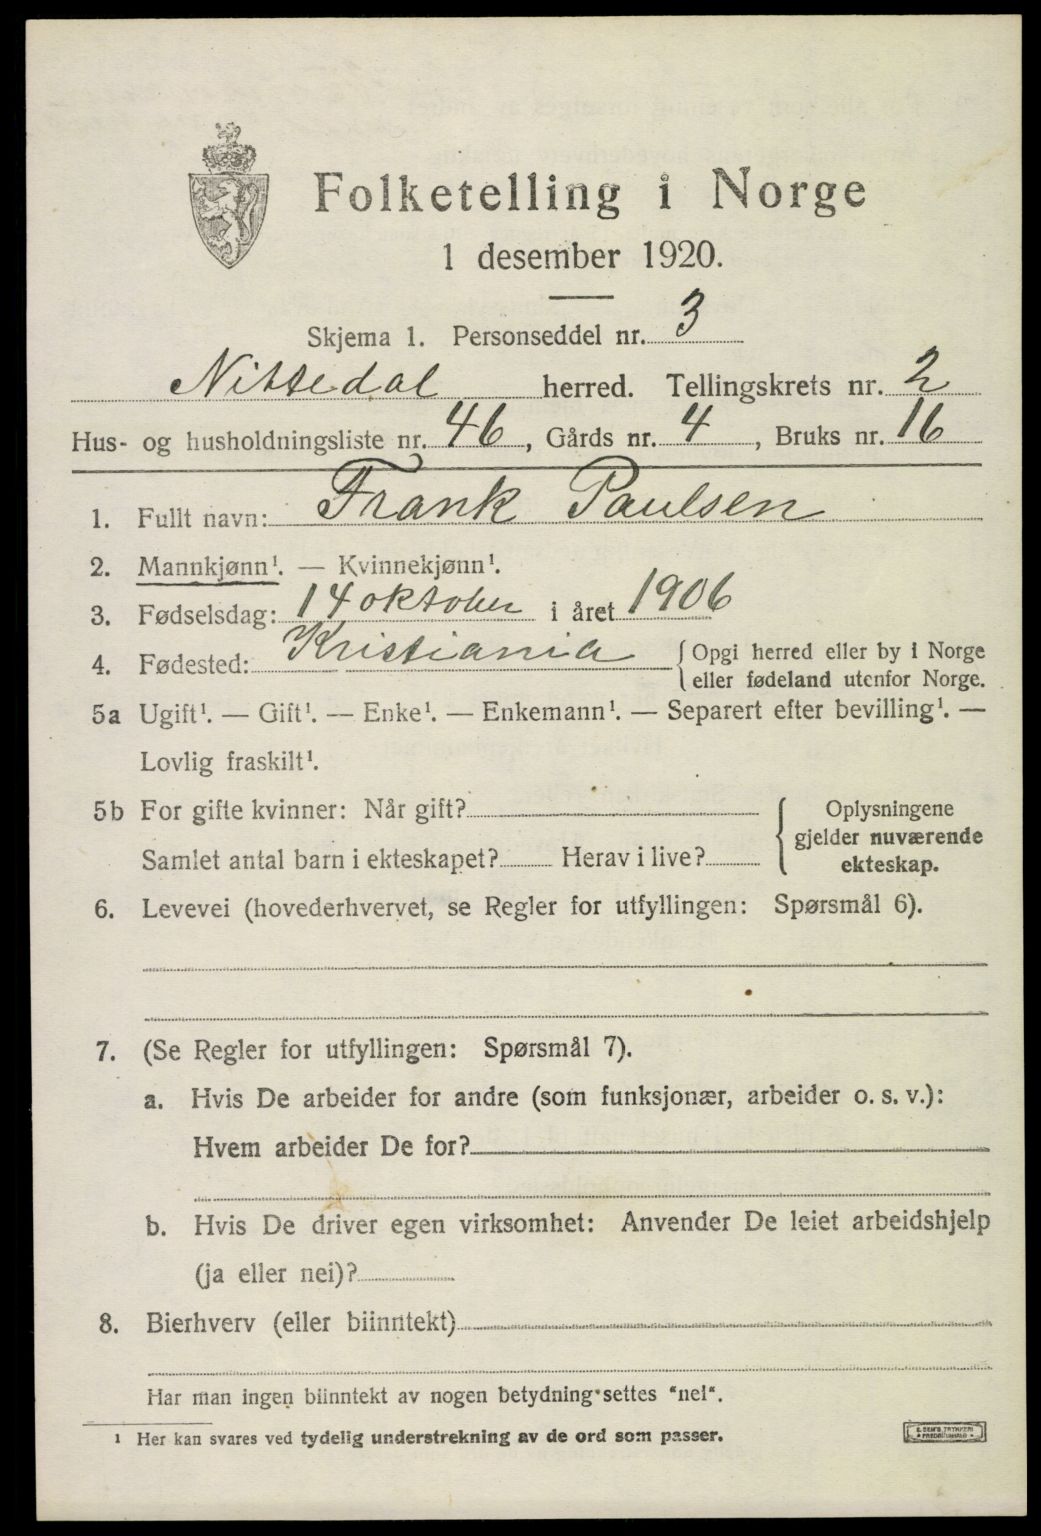 Folketelling i Norge
1 desember 1920.
Skjema 1. Personseddel nr. 3
Nittedal herred. Tellingskrets nr. 2
Hus- og husholdningsliste nr. 46, Gårds nr. 4, Bruks nr. 16
1. Fullt navn: Frank Paulsen
2. Mannkjønn¹. — Kvinnekjønn¹.
3. Fødselsdag: 14 oktober i året 1906
4. Fødested: Kristiania { Opgi herred eller by i Norge
eller fødeland utenfor Norge.
5a Ugift¹. — Gift¹. — Enke¹. — Enkemann¹. — Separert efter bevilling¹. —
Lovlig fraskilt¹.
5b For gifte kvinner: Når gift?
Samlet antal barn i ekteskapet? Herav i live?
{ Oplysningene
gjelder nuværende
ekteskap.
6. Levevei (hovederhvervet, se Regler for utfyllingen: Spørsmål 6).
7. (Se Regler for utfyllingen: Spørsmål 7).
a. Hvis De arbeider for andre (som funksjonær, arbeider o. s. v.):
Hvem arbeider De for?
b. Hvis De driver egen virksomhet: Anvender De leiet arbeidshjelp
(ja eller nei)?
8. Bierhverv (eller biinntekt)
Har man ingen biinntekt av nogen betydning settes "nei".
¹ Her kan svares ved tydelig understrekning av de ord som passer.